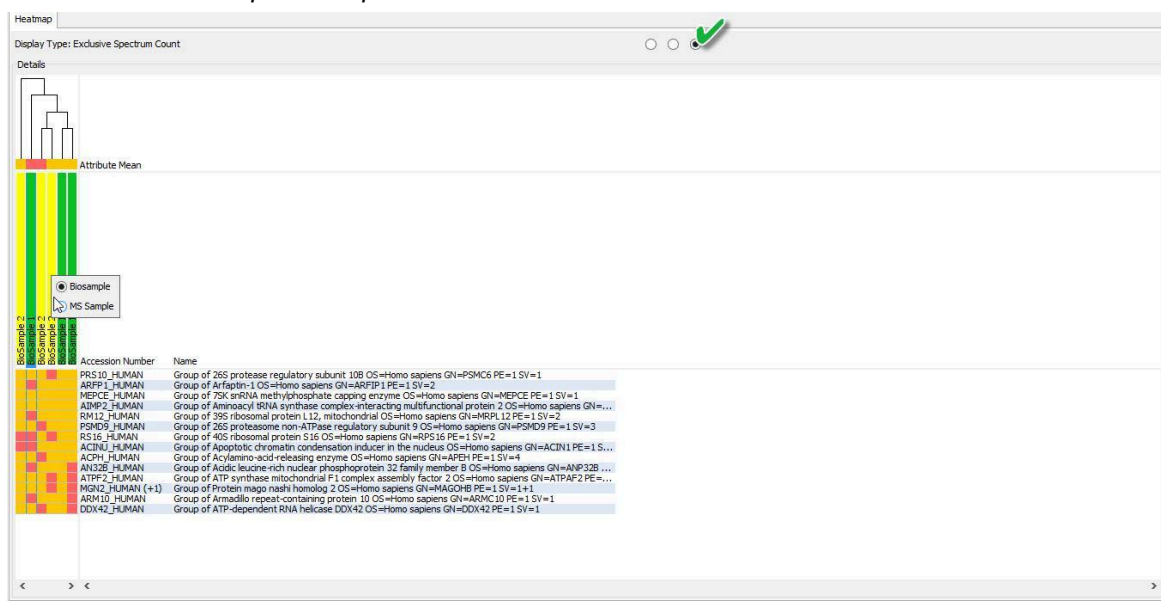 Heatmap
Display Type: Exclusive Spectrum Count
Details
Attribute Mean
Biosample
MS Sample
BioSample 2
BioSample 1
BioSample 2
BioSample 2
BioSample 1
BioSample 1
Accession Number Name
PRS10_HUMAN Group of 26S protease regulatory subunit 10B OS=Homo sapiens GN=PSMC6 PE=1 SV=1
ARFP1_HUMAN Group of Arfaptin-1 OS=Homo sapiens GN=ARFIP1 PE=1 SV=2
MEPCE_HUMAN Group of 7SK snRNA methylphosphate capping enzyme OS=Homo sapiens GN=MEPCE PE=1 SV=1
AIMP2_HUMAN Group of Aminoacyl tRNA synthase complex-interacting multifunctional protein 2 OS=Homo sapiens GN=...
RM12_HUMAN Group of 39S ribosomal protein L12, mitochondrial OS=Homo sapiens GN=MRPL12 PE=1 SV=2
PSMD9_HUMAN Group of 26S proteasome non-ATPase regulatory subunit 9 OS=Homo sapiens GN=PSMD9 PE=1 SV=3
RS16_HUMAN Group of 40S ribosomal protein S16 OS=Homo sapiens GN=RPS16 PE=1 SV=2
ACINU_HUMAN Group of Apoptotic chromatin condensation inducer in the nucleus OS=Homo sapiens GN=ACIN1 PE=1 S...
ACPH_HUMAN Group of Acylamino-acid-releasing enzyme OS=Homo sapiens GN=APEH PE=1 SV=4
AN32B_HUMAN Group of Acidic leucine-rich nuclear phosphoprotein 32 family member B OS=Homo sapiens GN=ANP32B ...
ATPF2_HUMAN Group of ATP synthase mitochondrial F1 complex assembly factor 2 OS=Homo sapiens GN=ATPAF2 PE=...
MGN2_HUMAN (+1) Group of Protein mago nashi homolog 2 OS=Homo sapiens GN=MAGOHB PE=1 SV=1+1
ARM10_HUMAN Group of Armadillo repeat-containing protein 10 OS=Homo sapiens GN=ARMC10 PE=1 SV=1
DDX42_HUMAN Group of ATP-dependent RNA helicase DDX42 OS=Homo sapiens GN=DDX42 PE=1 SV=1